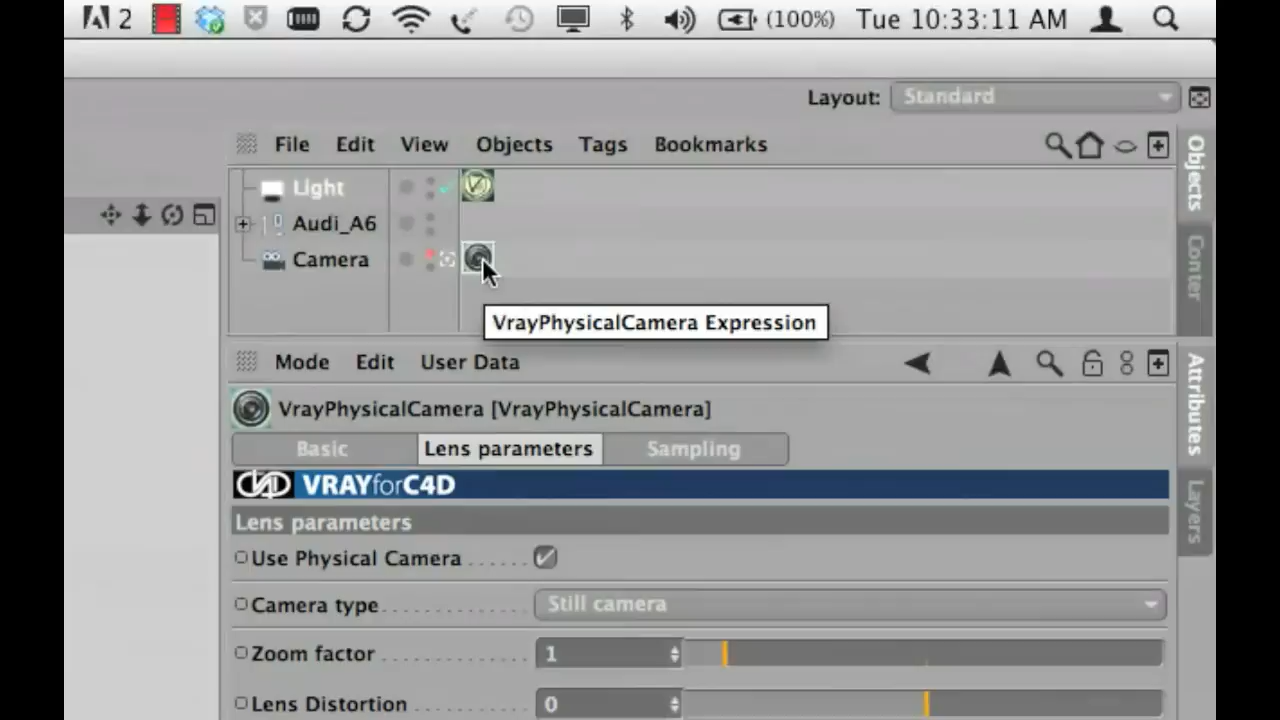 2 (100%) Tue 10:33:11 AM
Layout: Standard
File Edit View Objects Tags Bookmarks
Light
Audi_A6
Camera
VrayPhysicalCamera Expression
Objects
Conter
Mode Edit User Data
VrayPhysicalCamera [VrayPhysicalCamera]
Basic Lens parameters Sampling
VRAYforC4D
Lens parameters
Use Physical Camera
Camera type Still camera
Zoom factor 1
Lens Distortion 0
Attributes
Layers